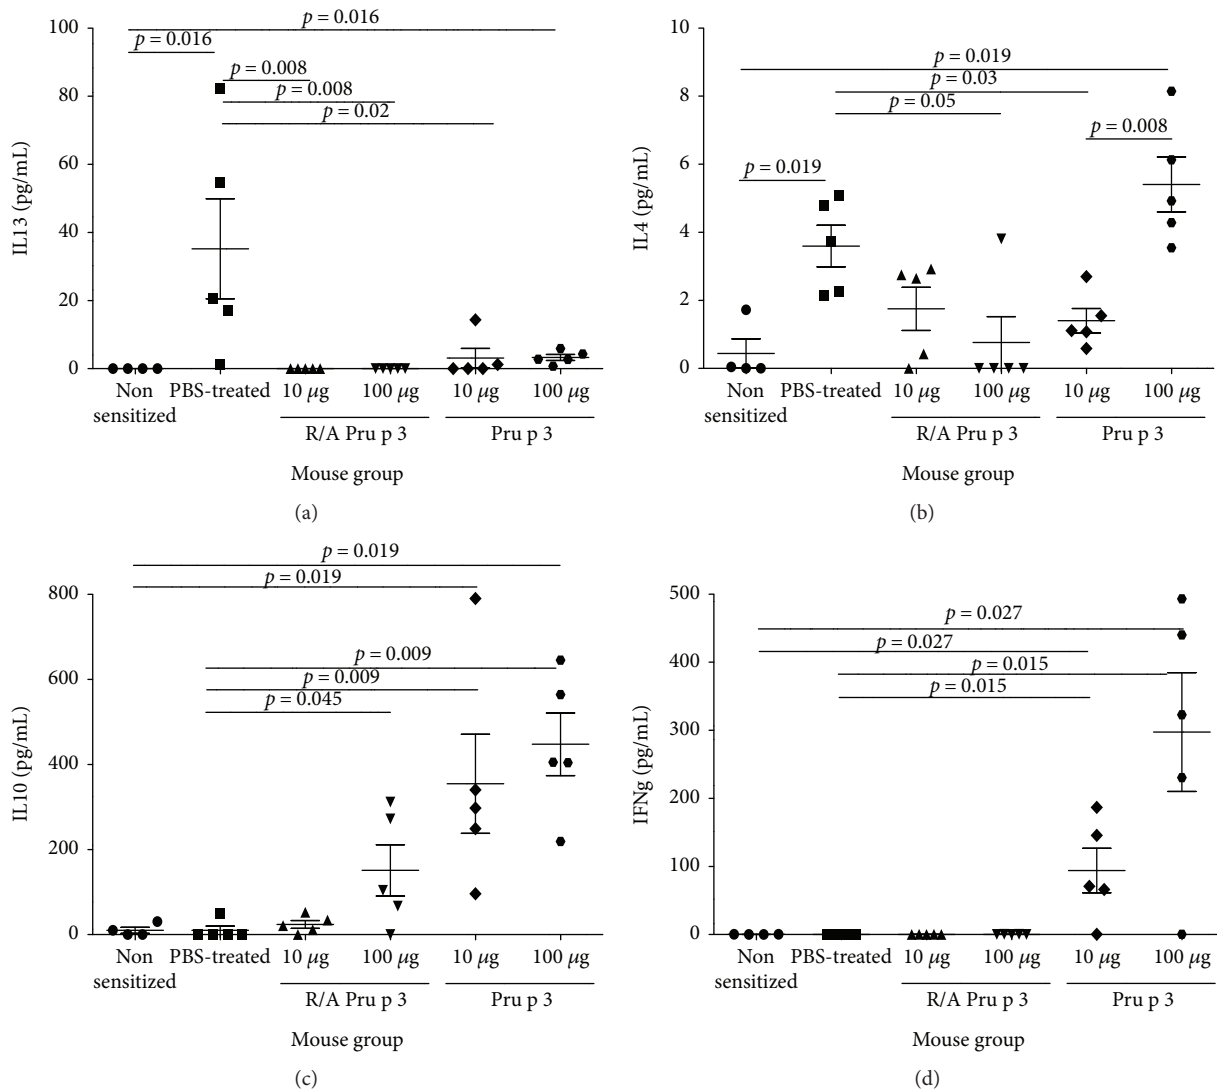 100
80
60
40
20
0
IL13 (pg/mL)
p = 0.016
p = 0.016
p = 0.008
p = 0.008
p = 0.02
Non
sensitized
PBS-treated
10 µg
100 µg
10 µg
100 µg
R/A Pru p 3
Pru p 3
Mouse group
(a)
10
8
6
4
2
0
IL4 (pg/mL)
p = 0.019
p = 0.03
p = 0.05
p = 0.008
p = 0.019
Non
sensitized
PBS-treated
10 µg
100 µg
10 µg
100 µg
R/A Pru p 3
Pru p 3
Mouse group
(b)
800
600
400
200
0
IL10 (pg/mL)
p = 0.019
p = 0.019
p = 0.009
p = 0.009
p = 0.045
Non
sensitized
PBS-treated
10 µg
100 µg
10 µg
100 µg
R/A Pru p 3
Pru p 3
Mouse group
(c)
500
400
300
200
100
0
IFNg (pg/mL)
p = 0.027
p = 0.027
p = 0.015
p = 0.015
Non
sensitized
PBS-treated
10 µg
100 µg
10 µg
100 µg
R/A Pru p 3
Pru p 3
Mouse group
(d)